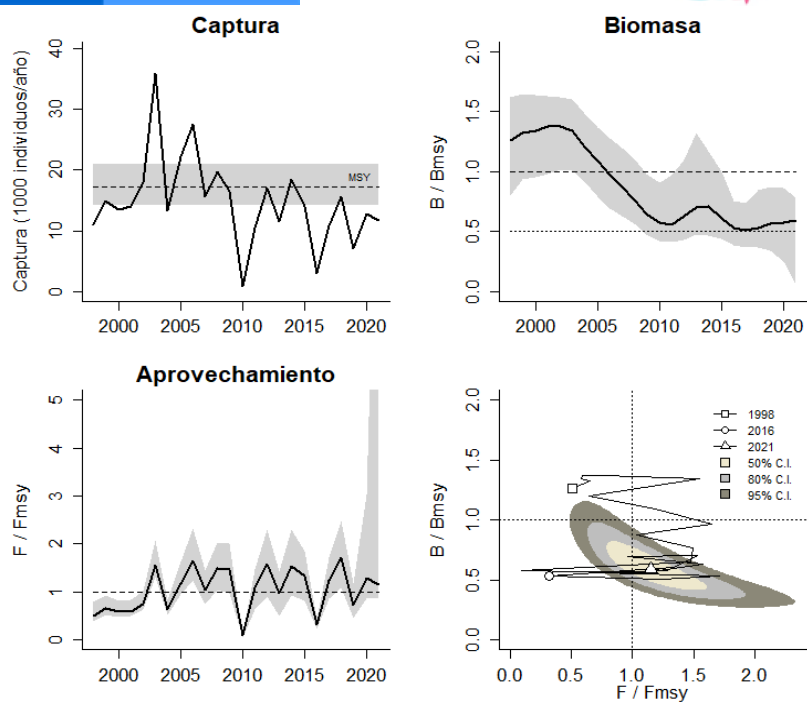 Captura
Captura (1000 individuos/año)
40
30
20
10
0
MSY
2000 2005 2010 2015 2020
Biomasa
B / Bmsy
2.0
1.5
1.0
0.5
0.0
2000 2005 2010 2015 2020
Aprovechamiento
F / Fmsy
5
4
3
2
1
0
2000 2005 2010 2015 2020
B / Bmsy
2.0
1.5
1.0
0.5
0.0
1998
2016
2021
50% C.I.
80% C.I.
95% C.I.
0.0 0.5 1.0 1.5 2.0
F / Fmsy